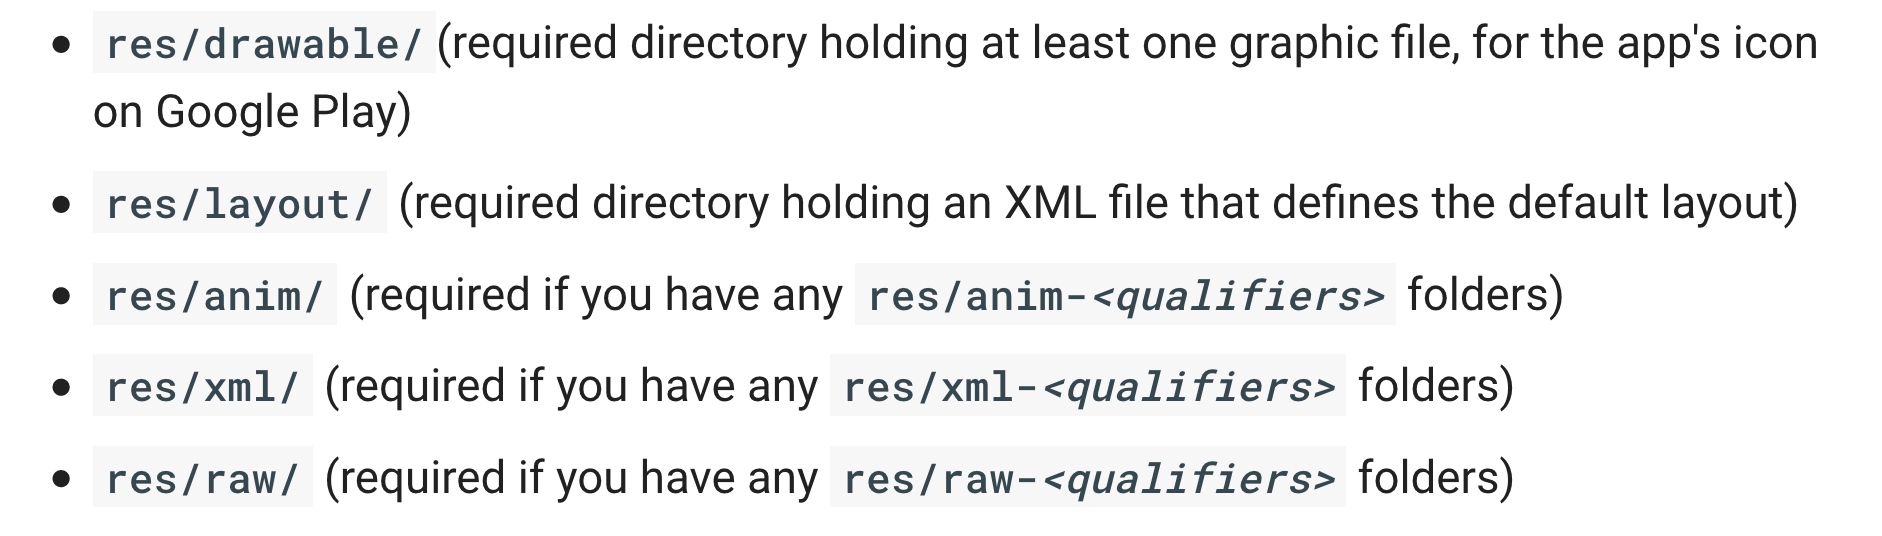 • res/drawable/ (required directory holding at least one graphic file, for the app's icon
on Google Play)
• res/layout/ (required directory holding an XML file that defines the default layout)
• res/anim/ (required if you have any res/anim-<qualifiers> folders)
• res/xml/ (required if you have any res/xml-<qualifiers> folders)
• res/raw/ (required if you have any res/raw-<qualifiers> folders)